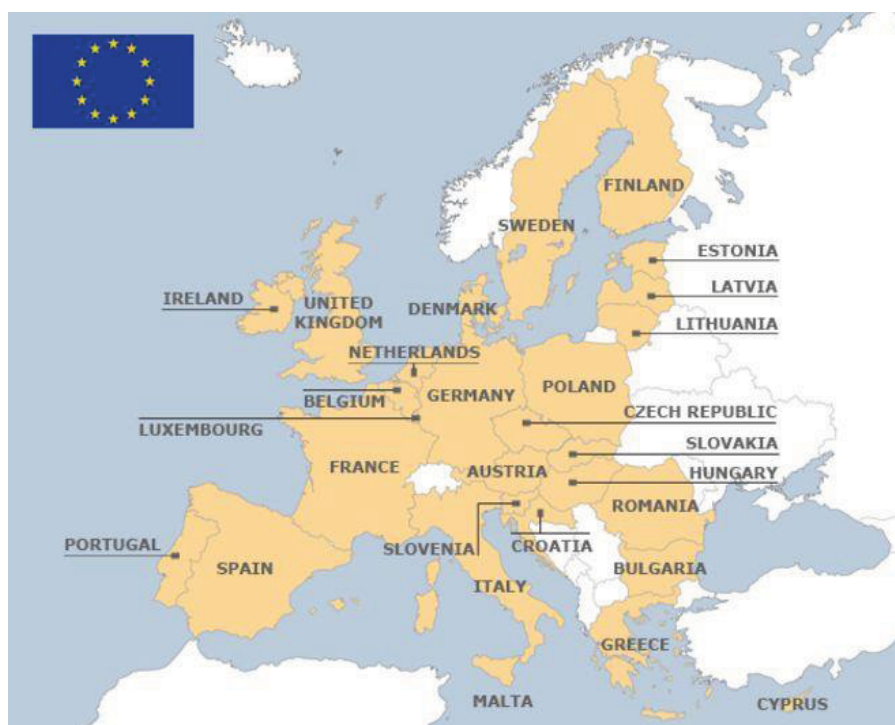 FINLAND
SWEDEN
ESTONIA
LATVIA
LITHUANIA
IRELAND
UNITED
KINGDOM
DENMARK
NETHERLANDS
BELGIUM
LUXEMBOURG
GERMANY
POLAND
CZECH REPUBLIC
SLOVAKIA
HUNGARY
FRANCE
AUSTRIA
ROMANIA
PORTUGAL
SPAIN
SLOVENIA
CROATIA
ITALY
BULGARIA
GREECE
MALTA
CYPRUS